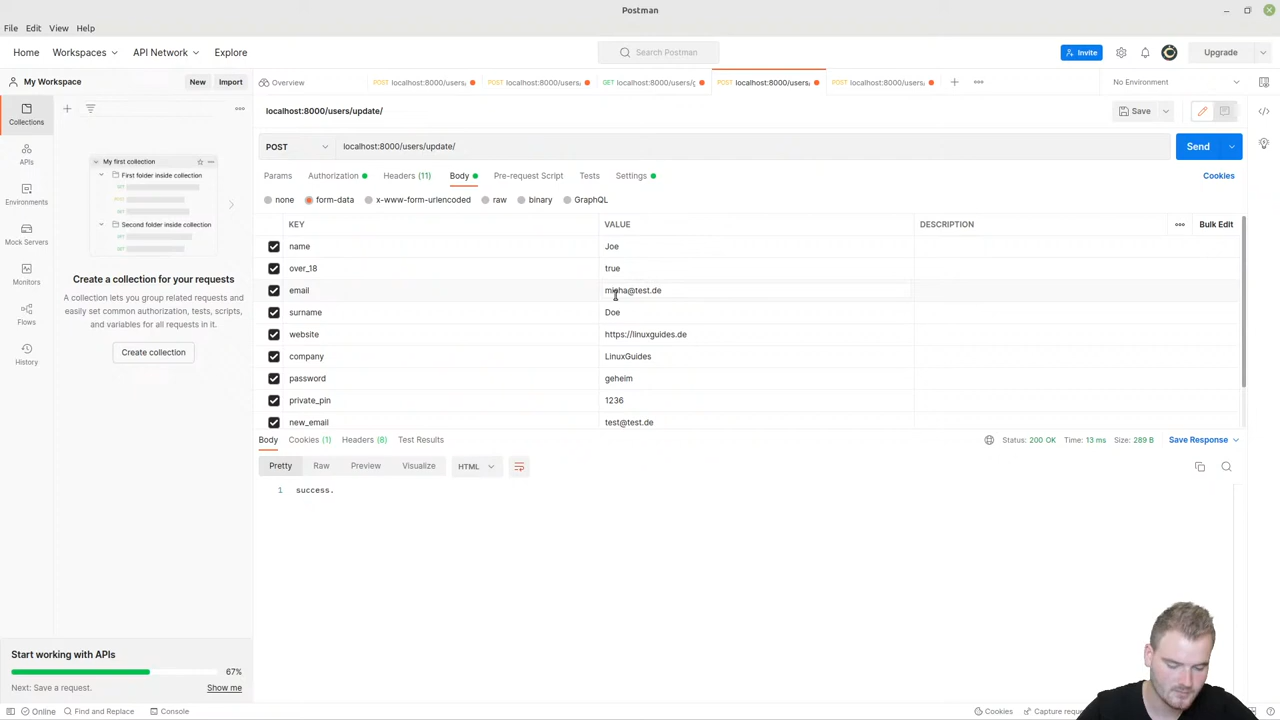 Postman
File Edit View Help
Home Workspaces API Network Explore Search Postman Invite Upgrade
My Workspace New Import Overview POST localhost:8000/users, POST localhost:8000/users, GET localhost:8000/users/g POST localhost:8000/users, POST localhost:8000/users, No Environment
Collections
APIs
Environments
Mock Servers
Monitors
Flows
History
My first collection
First folder inside collection
GET
POST
GET
Second folder inside collection
GET
GET
Create a collection for your requests
A collection lets you group related requests and
easily set common authorization, tests, scripts,
and variables for all requests in it.
Create collection
Start working with APIs
67%
Next: Save a request. Show me
localhost:8000/users/update/ Save
POST localhost:8000/users/update/ Send
Params Authorization Headers (11) Body Pre-request Script Tests Settings Cookies
none form-data x-www-form-urlencoded raw binary GraphQL
KEY VALUE DESCRIPTION Bulk Edit
name Joe
over_18 true
email misha@test.de
surname Doe
website https://linuxguides.de
company LinuxGuides
password geheim
private_pin 1236
new_email test@test.de
Body Cookies (1) Headers (8) Test Results Status: 200 OK Time: 13 ms Size: 289 B Save Response
Pretty Raw Preview Visualize HTML
1 success.
Online Find and Replace Console Cookies Capture requ